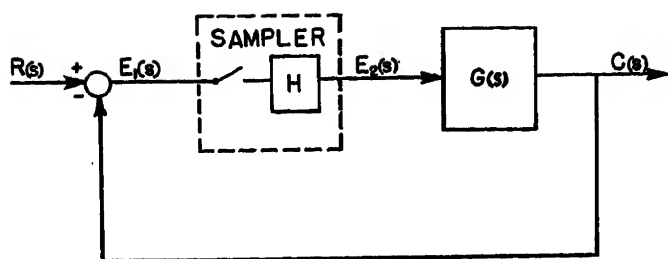 SAMPLER
R(s)
+
−
E₁(s)
H
E₂(s)
G(s)
C(s)